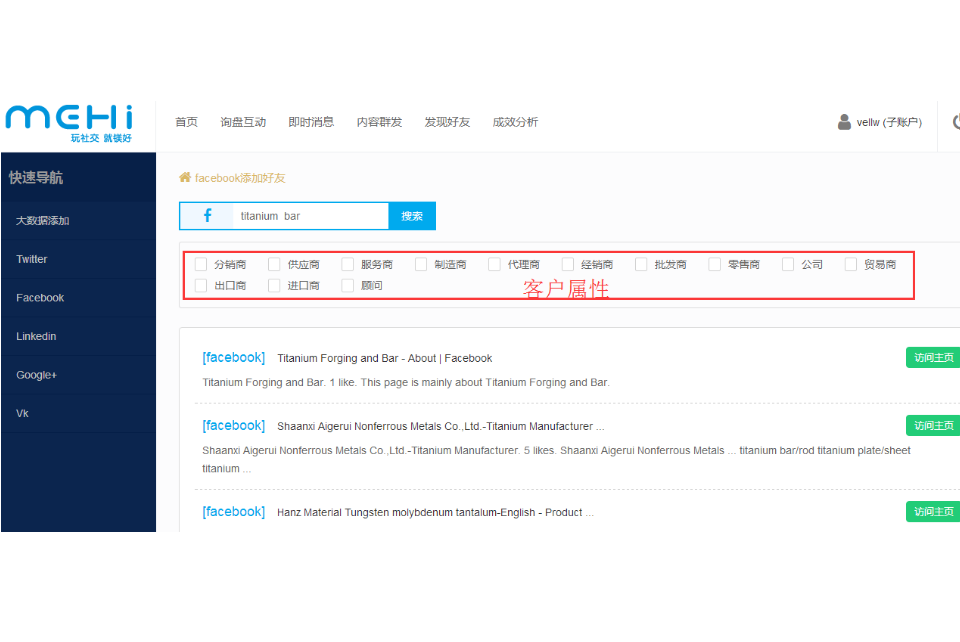 MEHi
玩社交 就镁好
首页 询盘互动 即时消息 内容群发 发现好友 成效分析
vellw (子账户)
快速导航
大数据添加
Twitter
Facebook
Linkedin
Google+
Vk
facebook添加好友
titanium bar 搜索
分销商 供应商 服务商 制造商 代理商 经销商 批发商 零售商 公司 贸易商
出口商 进口商 顾问
客户属性
[facebook] Titanium Forging and Bar - About | Facebook 访问主页
Titanium Forging and Bar. 1 like. This page is mainly about Titanium Forging and Bar.
[facebook] Shaanxi Aigerui Nonferrous Metals Co.,Ltd.-Titanium Manufacturer ... 访问主页
Shaanxi Aigerui Nonferrous Metals Co.,Ltd.-Titanium Manufacturer. 5 likes. Shaanxi Aigerui Nonferrous Metals ... titanium bar/rod titanium plate/sheet
titanium ...
[facebook] Hanz Material Tungsten molybdenum tantalum-English - Product ... 访问主页